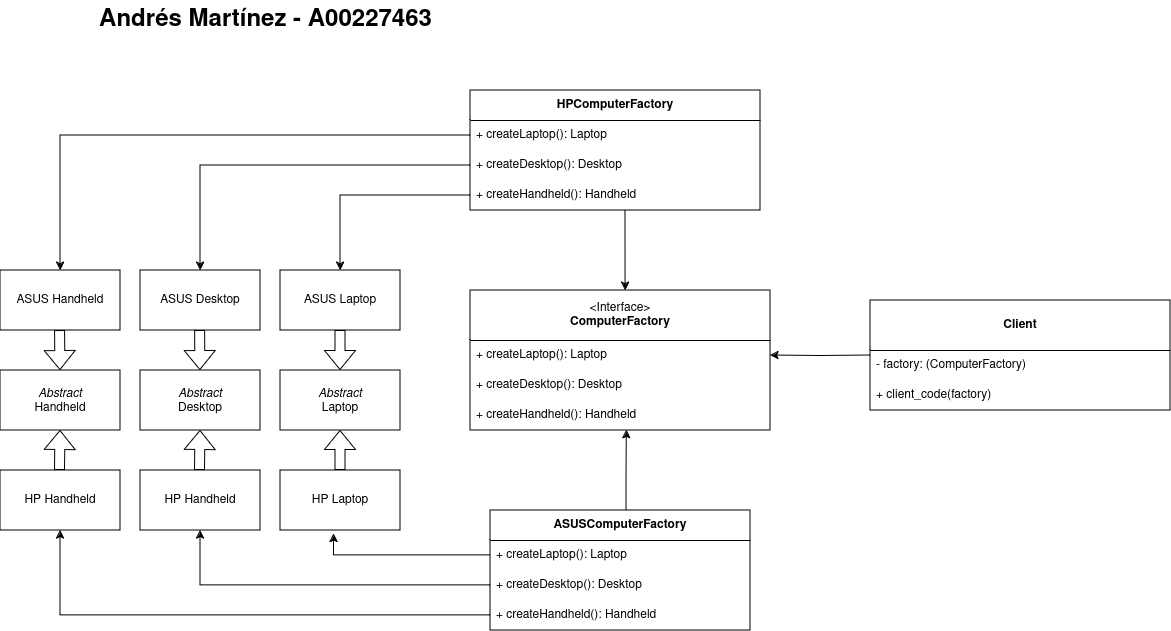 Andrés Martínez - A00227463
HPComputerFactory
+ createLaptop(): Laptop
+ createDesktop(): Desktop
+ createHandheld(): Handheld
ASUS Handheld
ASUS Desktop
ASUS Laptop
<Interface>
ComputerFactory
+ createLaptop(): Laptop
+ createDesktop(): Desktop
+ createHandheld(): Handheld
Client
- factory: (ComputerFactory)
+ client_code(factory)
Abstract
Handheld
Abstract
Desktop
Abstract
Laptop
HP Handheld
HP Handheld
HP Laptop
ASUSComputerFactory
+ createLaptop(): Laptop
+ createDesktop(): Desktop
+ createHandheld(): Handheld